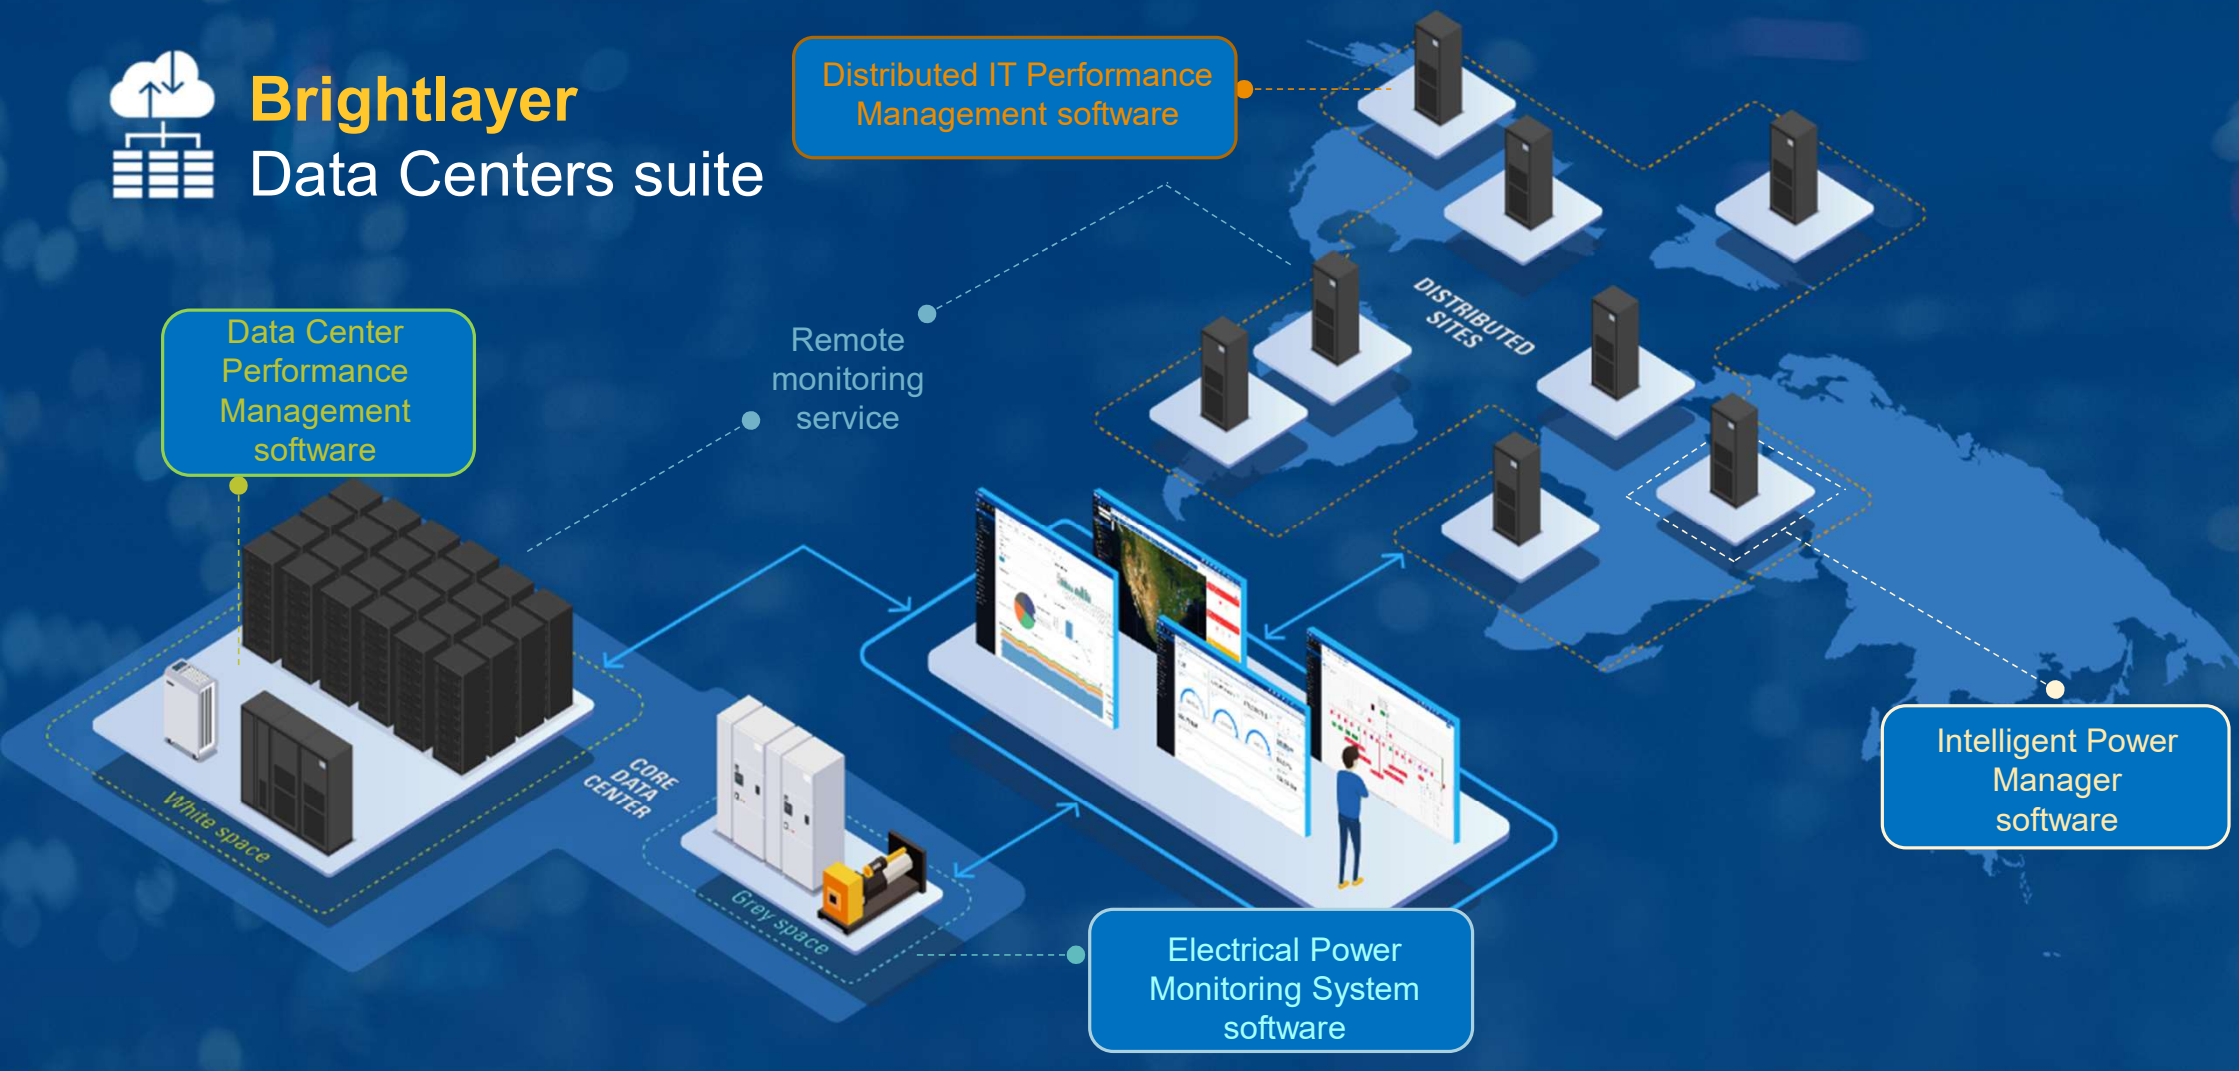 Brightlayer
Data Centers suite
Distributed IT Performance
Management software
Data Center
Performance
Management
software
Remote
monitoring
service
DISTRIBUTED
SITES
CORE
DATA
CENTER
White space
Grey space
Intelligent Power
Manager
software
Electrical Power
Monitoring System
software